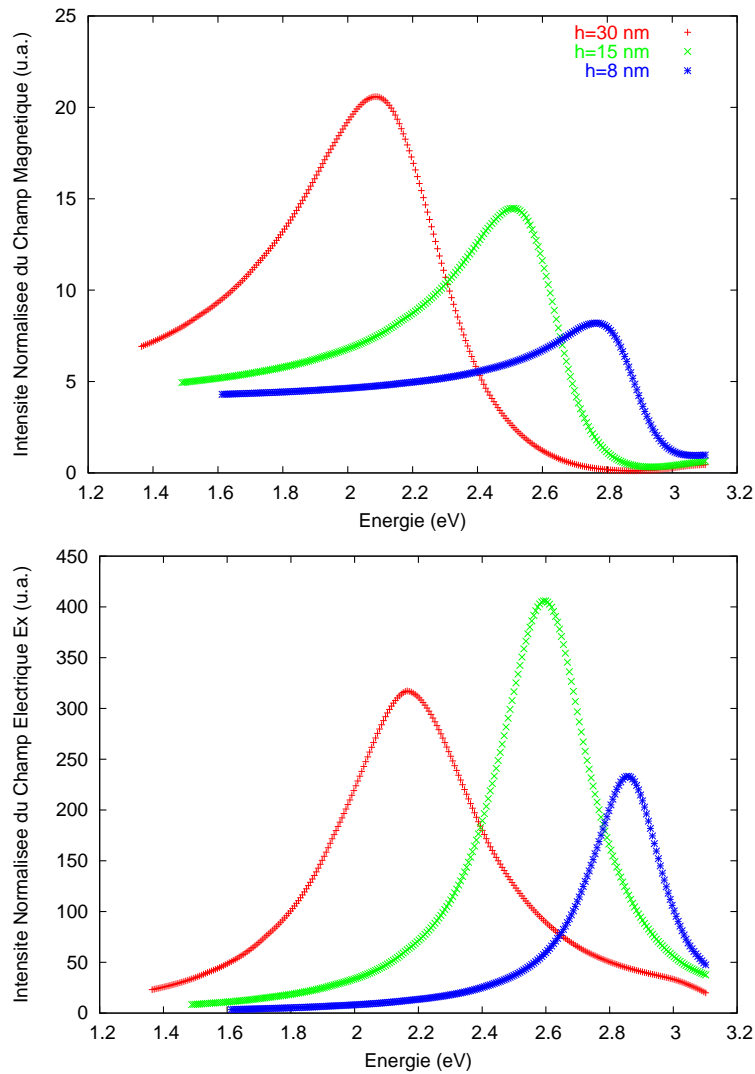 Intensite Normalisee du Champ Magnetique (u.a.)
25
20
15
10
5
0
h=30 nm
h=15 nm
h=8 nm
1.2 1.4 1.6 1.8 2 2.2 2.4 2.6 2.8 3 3.2
Energie (eV)
Intensite Normalisee du Champ Electrique Ex (u.a.)
450
400
350
300
250
200
150
100
50
0
1.2 1.4 1.6 1.8 2 2.2 2.4 2.6 2.8 3 3.2
Energie (eV)